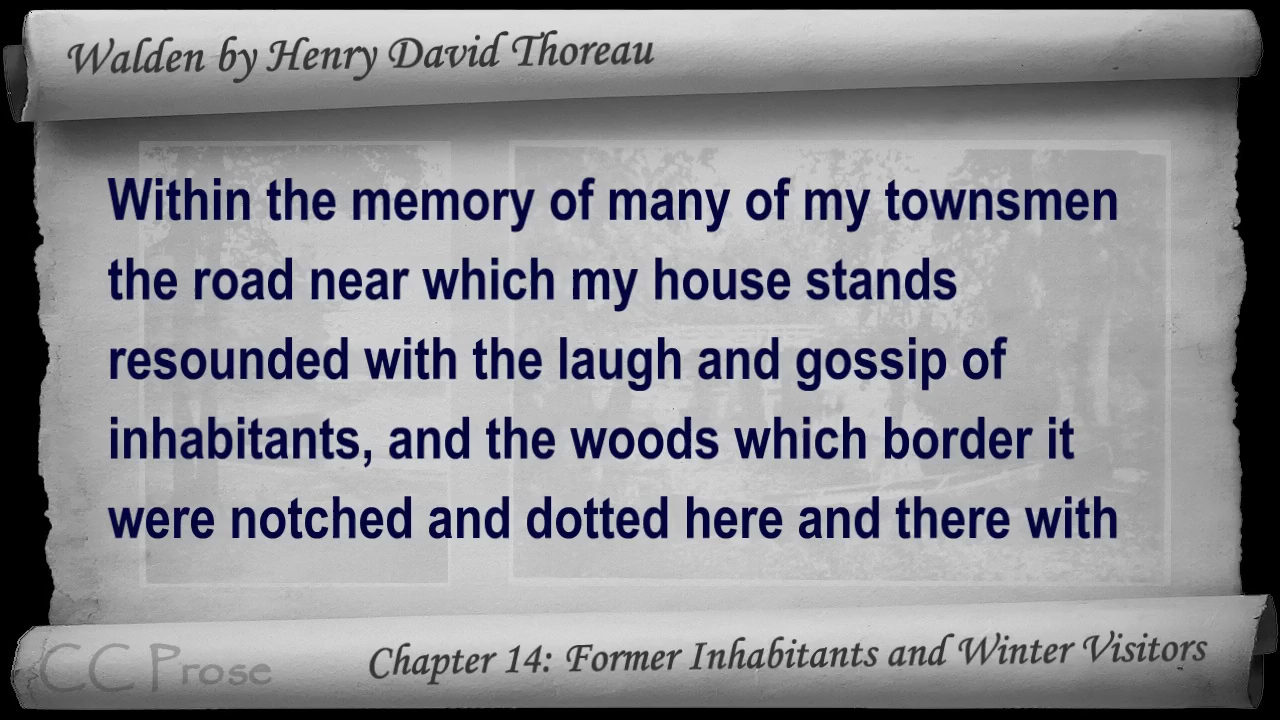 Walden by Henry David Thoreau
Within the memory of many of my townsmen
the road near which my house stands
resounded with the laugh and gossip of
inhabitants, and the woods which border it
were notched and dotted here and there with
CC Prose
Chapter 14: Former Inhabitants and Winter Visitors